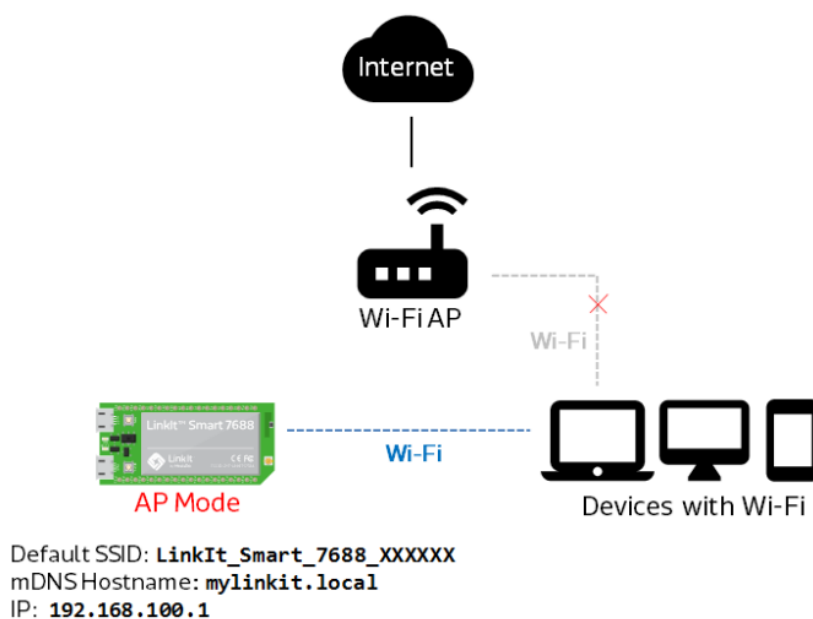 Internet
Wi-Fi AP
Wi-Fi
LinkIt™ Smart 7688
LinkIt
Wi-Fi
AP Mode
Devices with Wi-Fi
Default SSID: LinkIt_Smart_7688_XXXXXX
mDNS Hostname: mylinkit.local
IP: 192.168.100.1